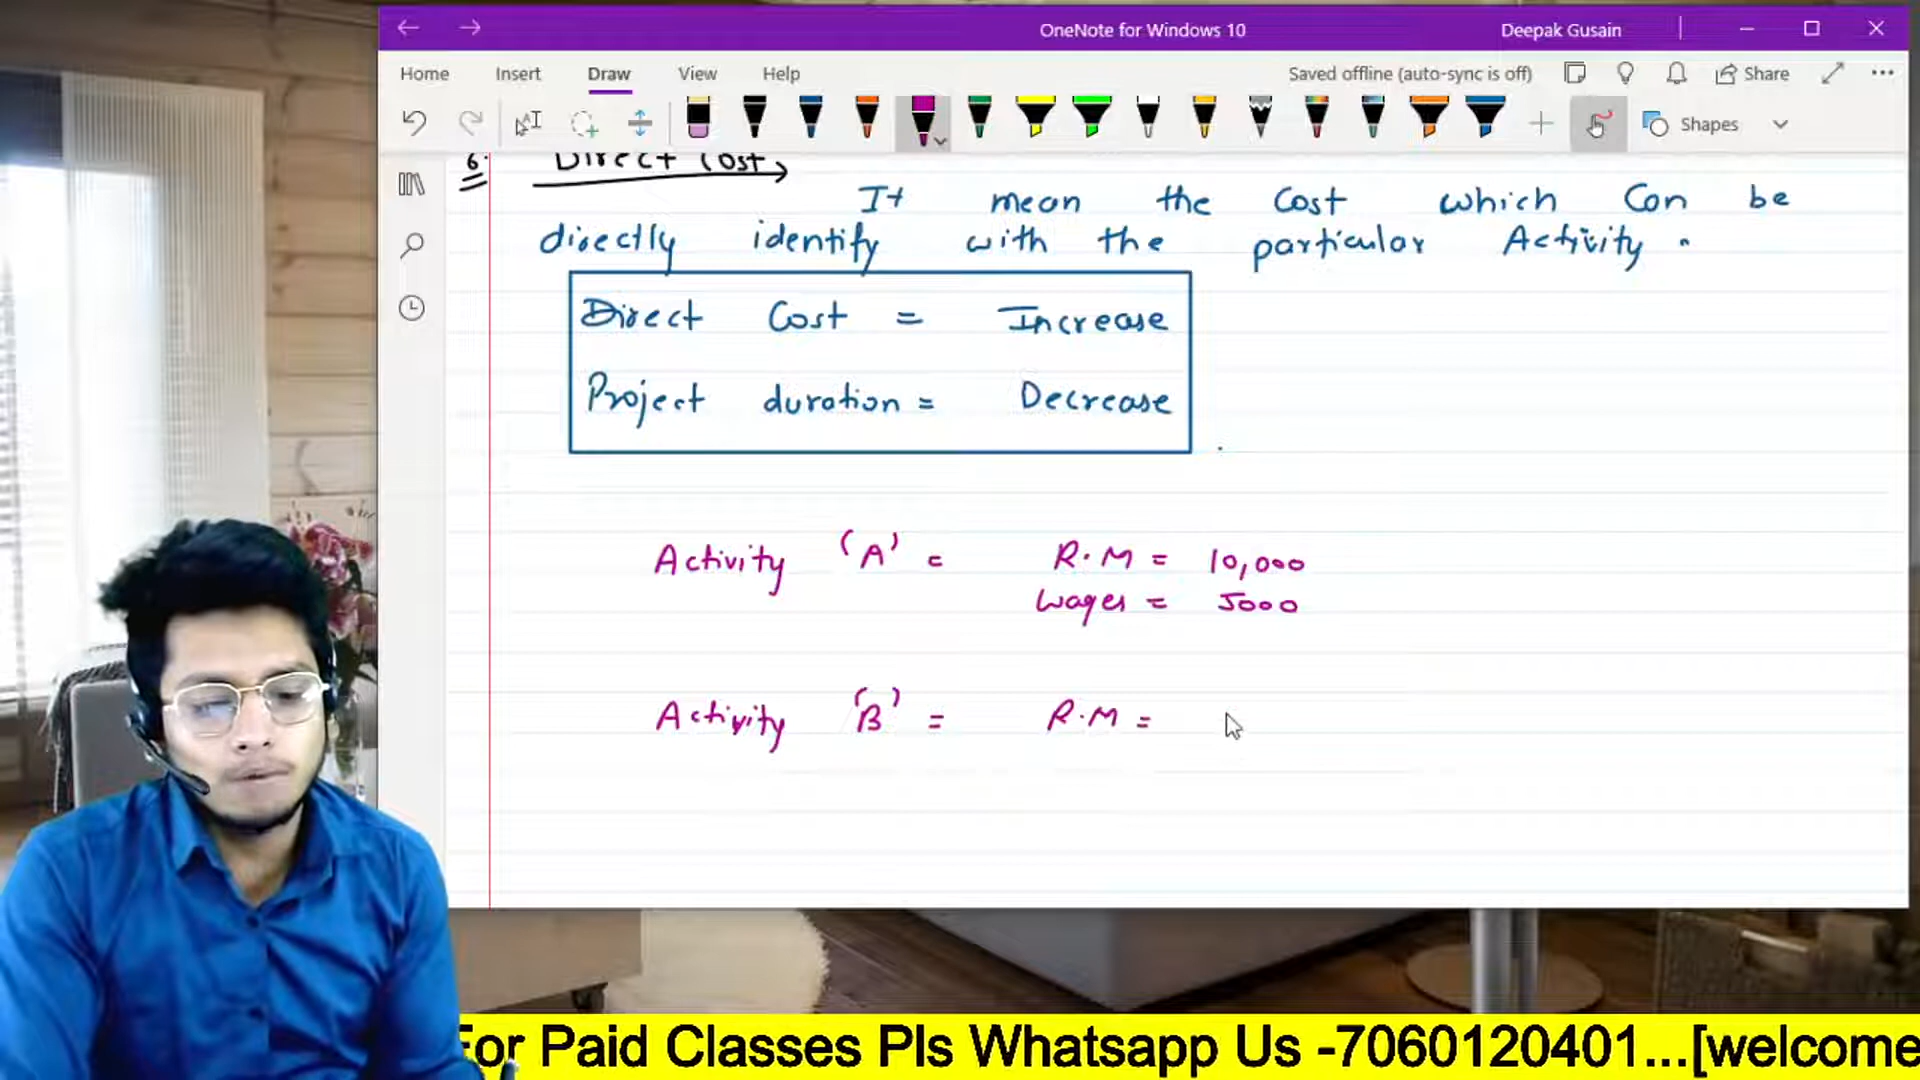 OneNote for Windows 10
Deepak Gusain
Home Insert Draw View Help
Saved offline (auto-sync is off)
Share
Shapes
6. Direct Cost
It mean the Cost which Can be
directly identify with the particular Activity.
Direct Cost = Increase
Project duration = Decrease
Activity 'A' = R.M = 10,000
Wages = 5000
Activity 'B' = R.M =
For Paid Classes Pls Whatsapp Us -7060120401...[welcome